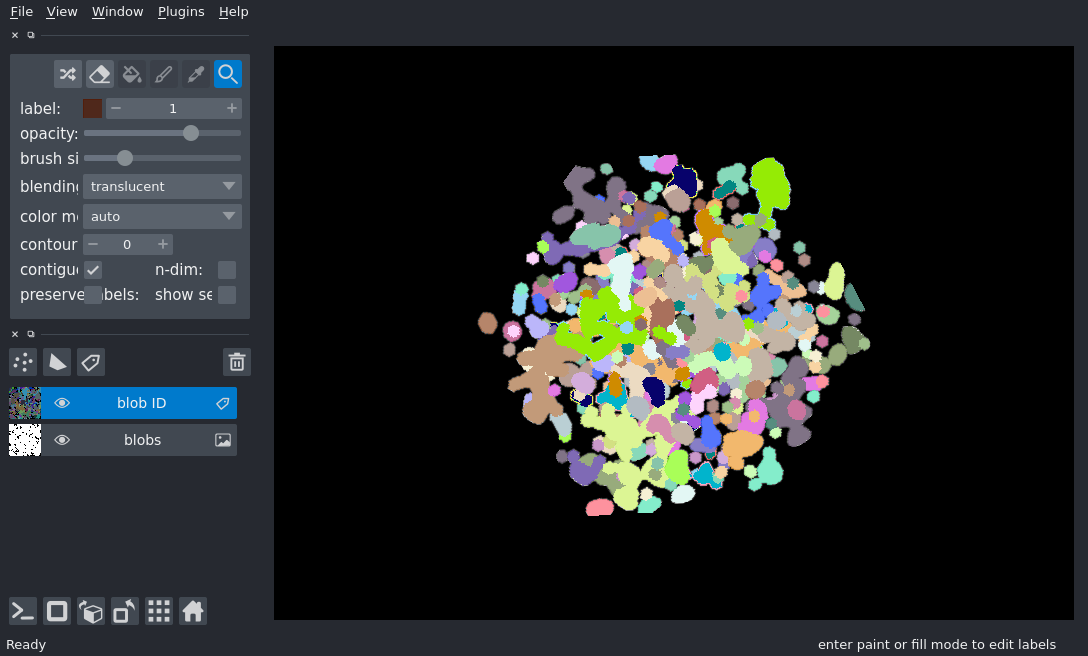 File View Window Plugins Help
label: 1
opacity:
brush si
blending translucent
color m auto
contour 0
contigu n-dim:
preserve abels: show se
blob ID
blobs
Ready enter paint or fill mode to edit labels